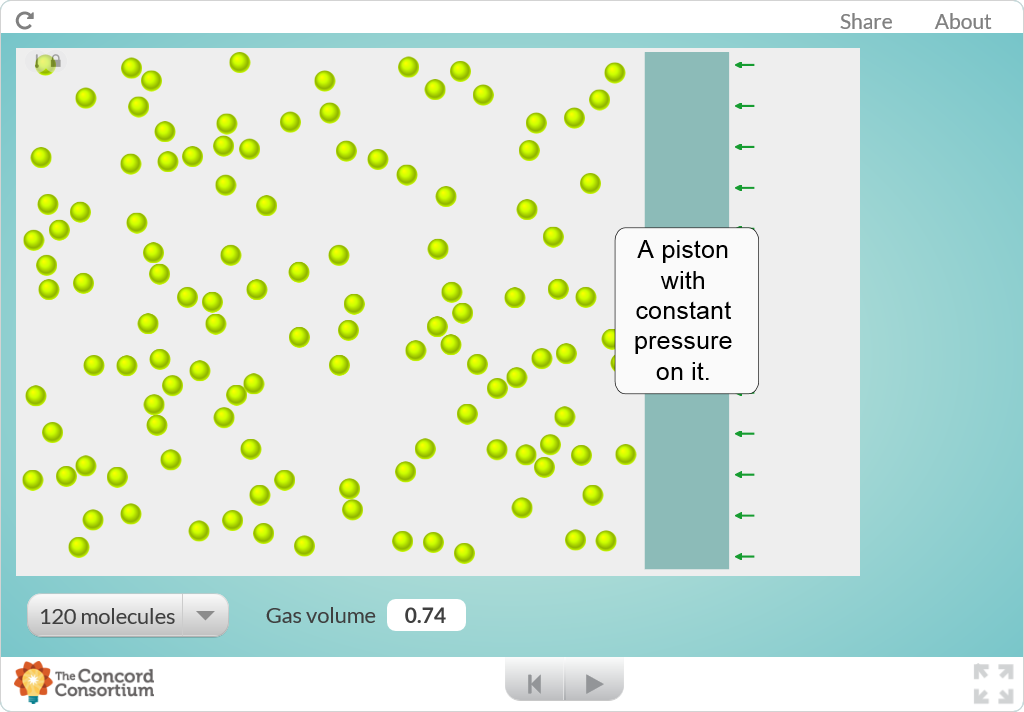 Share About
A piston
with
constant
pressure
on it.
120 molecules
Gas volume 0.74
The Concord
Consortium